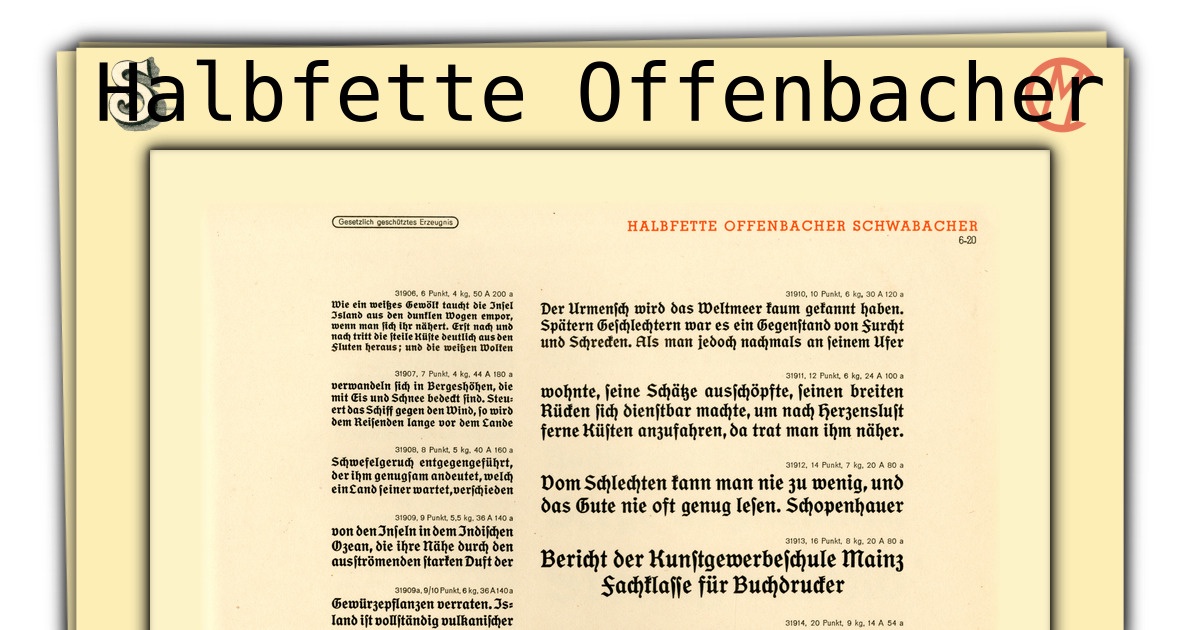 Halbfette Offenbacher
Gesetzlich geschütztes Erzeugnis
HALBFETTE OFFENBACHER SCHWABACHER
6-20
31906, 6 Punkt, 4 kg, 50 A 200 a
Wie ein weißes Gewölk taucht die Insel
Island aus den dunklen Wogen empor,
wenn man sich ihr nähert. Erst nach und
nach tritt die steile Küste deutlich aus den
Fluten heraus; und die weißen Wolken
31907, 7 Punkt, 4 kg, 44 A 180 a
verwandeln sich in Bergeshöhen, die
mit Eis und Schnee bedeckt sind. Steu=
ert das Schiff gegen den Wind, so wird
dem Reisenden lange vor dem Lande
31908, 8 Punkt, 5 kg, 40 A 160 a
Schwefelgeruch entgegengeführt,
der ihm genugsam andeutet, welch
ein Land seiner wartet, verschieden
31909, 9 Punkt, 5,5 kg, 36 A 140 a
von den Inseln in dem Indischen
Ozean, die ihre Nähe durch den
ausströmenden starken Duft der
31909a, 9/10 Punkt, 6 kg, 36 A 140 a
Gewürzepflanzen verraten. Is=
land ist vollständig vulkanischer
31910, 10 Punkt, 6 kg, 30 A 120 a
Der Urmensch wird das Weltmeer kaum gekannt haben.
Spätern Geschlechtern war es ein Gegenstand von Furcht
und Schrecken. Als man jedoch nachmals an seinem Ufer
31911, 12 Punkt, 6 kg, 24 A 100 a
wohnte, seine Schätze ausschöpfte, seinen breiten
Rücken sich dienstbar machte, um nach Herzenslust
ferne Küsten anzufahren, da trat man ihm näher.
31912, 14 Punkt, 7 kg, 20 A 80 a
Vom Schlechten kann man nie zu wenig, und
das Gute nie oft genug lesen. Schopenhauer
31913, 16 Punkt, 8 kg, 20 A 80 a
Bericht der Kunstgewerbeschule Mainz
Fachklasse für Buchdrucker
31914, 20 Punkt, 9 kg, 14 A 54 a